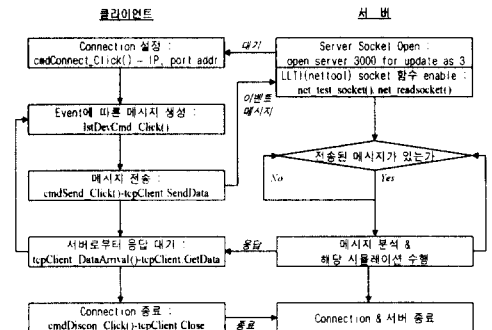 클라이언트
서 버
Connection 설정 :
cmdConnect_Click() - IP, port addr
대기
Server Socket Open :
open server 3000 for update as 3
LLTI(nettool) socket 함수 enable :
net_test_socket(), net_readsocket()
이벤트
메시지
Event에 따른 메시지 생성 :
lstDevCmd_Click()
전송된 메시지가 있는가
No
Yes
메시지 전송 :
cmdSend_Click()-tcpClient.SendData
서버로부터 응답 대기 :
tcpClient_DataArrival()-tcpClient.GetData
응답
메시지 분석 &
해당 시뮬레이션 수행
Connection 종료 :
cmdDiscon_Click()-tcpClient.Close
종료
Connection & 서버 종료